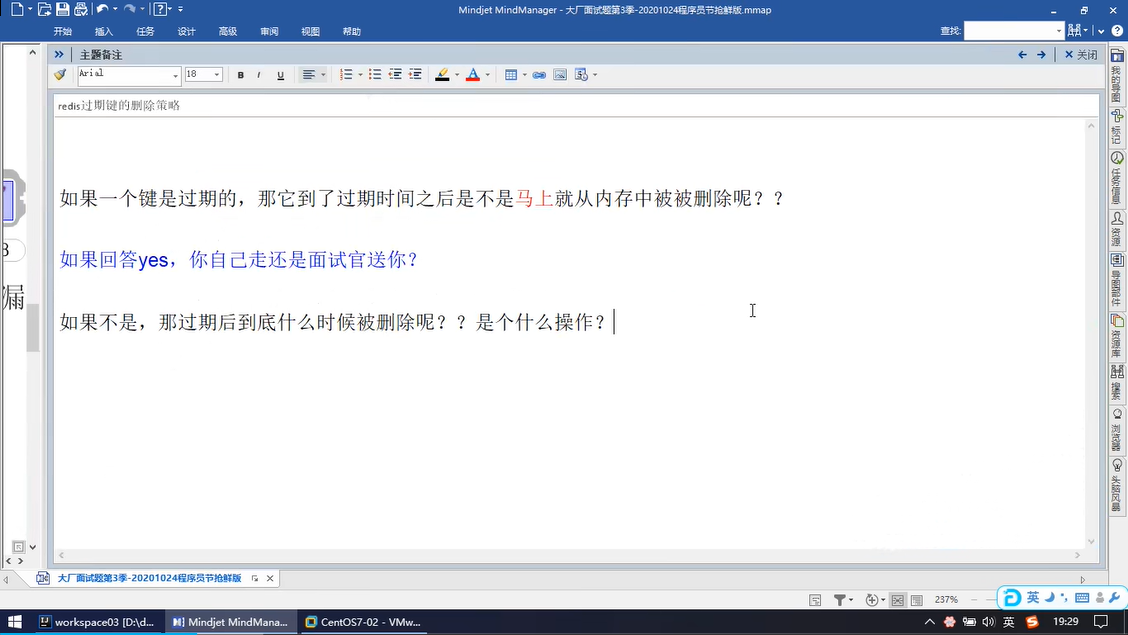 Mindjet MindManager - 大厂面试题第3季-20201024程序员节抢鲜版.mmap
开始 插入 任务 设计 高级 审阅 视图 帮助 查找:
主题备注 关闭
Arial 18 B I U
redis过期键的删除策略
如果一个键是过期的，那它到了过期时间之后是不是马上就从内存中被被删除呢？？
如果回答yes，你自己走还是面试官送你？
如果不是，那过期后到底什么时候被删除呢？？是个什么操作？
漏
我的导图
标记
任务信息
资源
导图部件
资源库
搜索
浏览器
头脑风暴
大厂面试题第3季-20201024程序员节抢鲜版
237%
英
workspace03 [D:\d... Mindjet MindMana... CentOS7-02 - VMw... 英 19:29